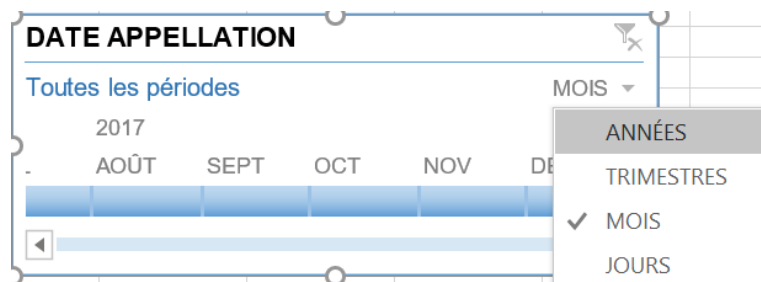 DATE APPELLATION
Toutes les périodes MOIS
2017
AOÛT SEPT OCT NOV
ANNÉES
TRIMESTRES
MOIS
JOURS